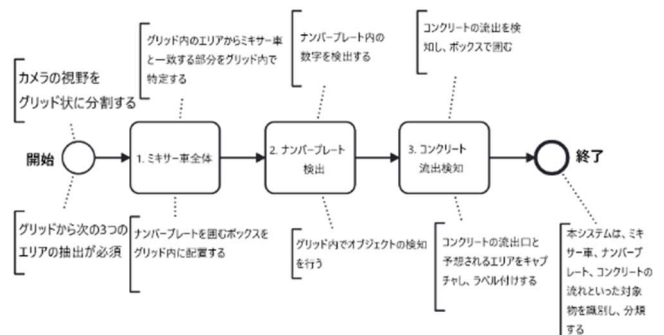 グリッド内のエリアからミキサー車
と一致する部分をグリッド内で
特定する
ナンバープレート内の
数字を検出する
コンクリートの流出を検
知し、ボックスで囲む
カメラの視野を
グリッド状に分割する
開始
1. ミキサー車全体
2. ナンバープレート
検出
3. コンクリート
流出検知
終了
グリッドから次の3つの
エリアの抽出が必須
ナンバープレートを囲むボックスを
グリッド内に配置する
グリッド内でオブジェクトの検知
を行う
コンクリートの流出口と
予想されるエリアをキャプ
チャし、ラベル付けする
本システムは、ミキ
サー車、ナンバープ
レート、コンクリートの
流れといった対象
物を識別し、分類
する